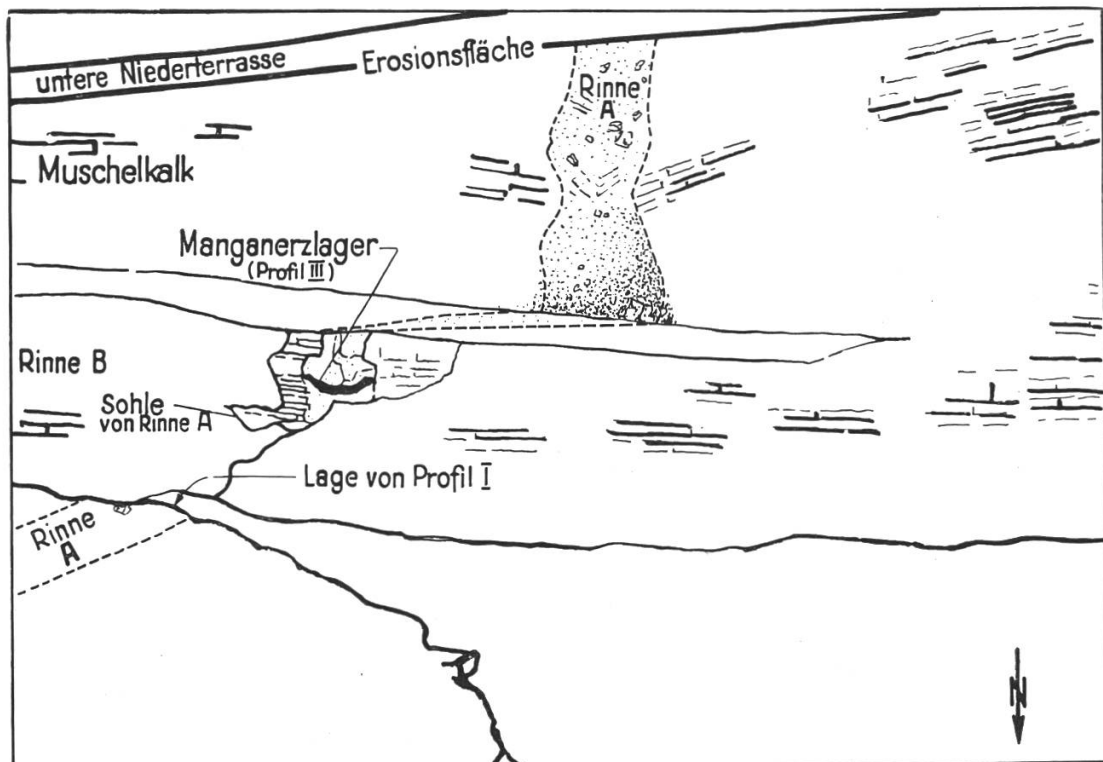 untere Niederterrasse
Erosionsfläche
Rinne
A
Muschelkalk
Manganerzlager
(Profil III)
Rinne B
Sohle
von Rinne A
Lage von Profil I
Rinne
A
N